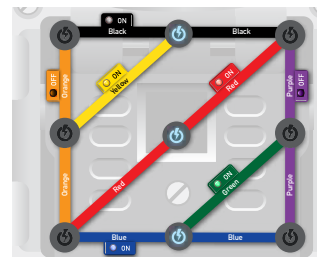 ON
Black Black
OFF
Orange
ON
Yellow
ON
Red
Purple
OFF
Orange
Red
ON
Green
Purple
Blue Blue
ON